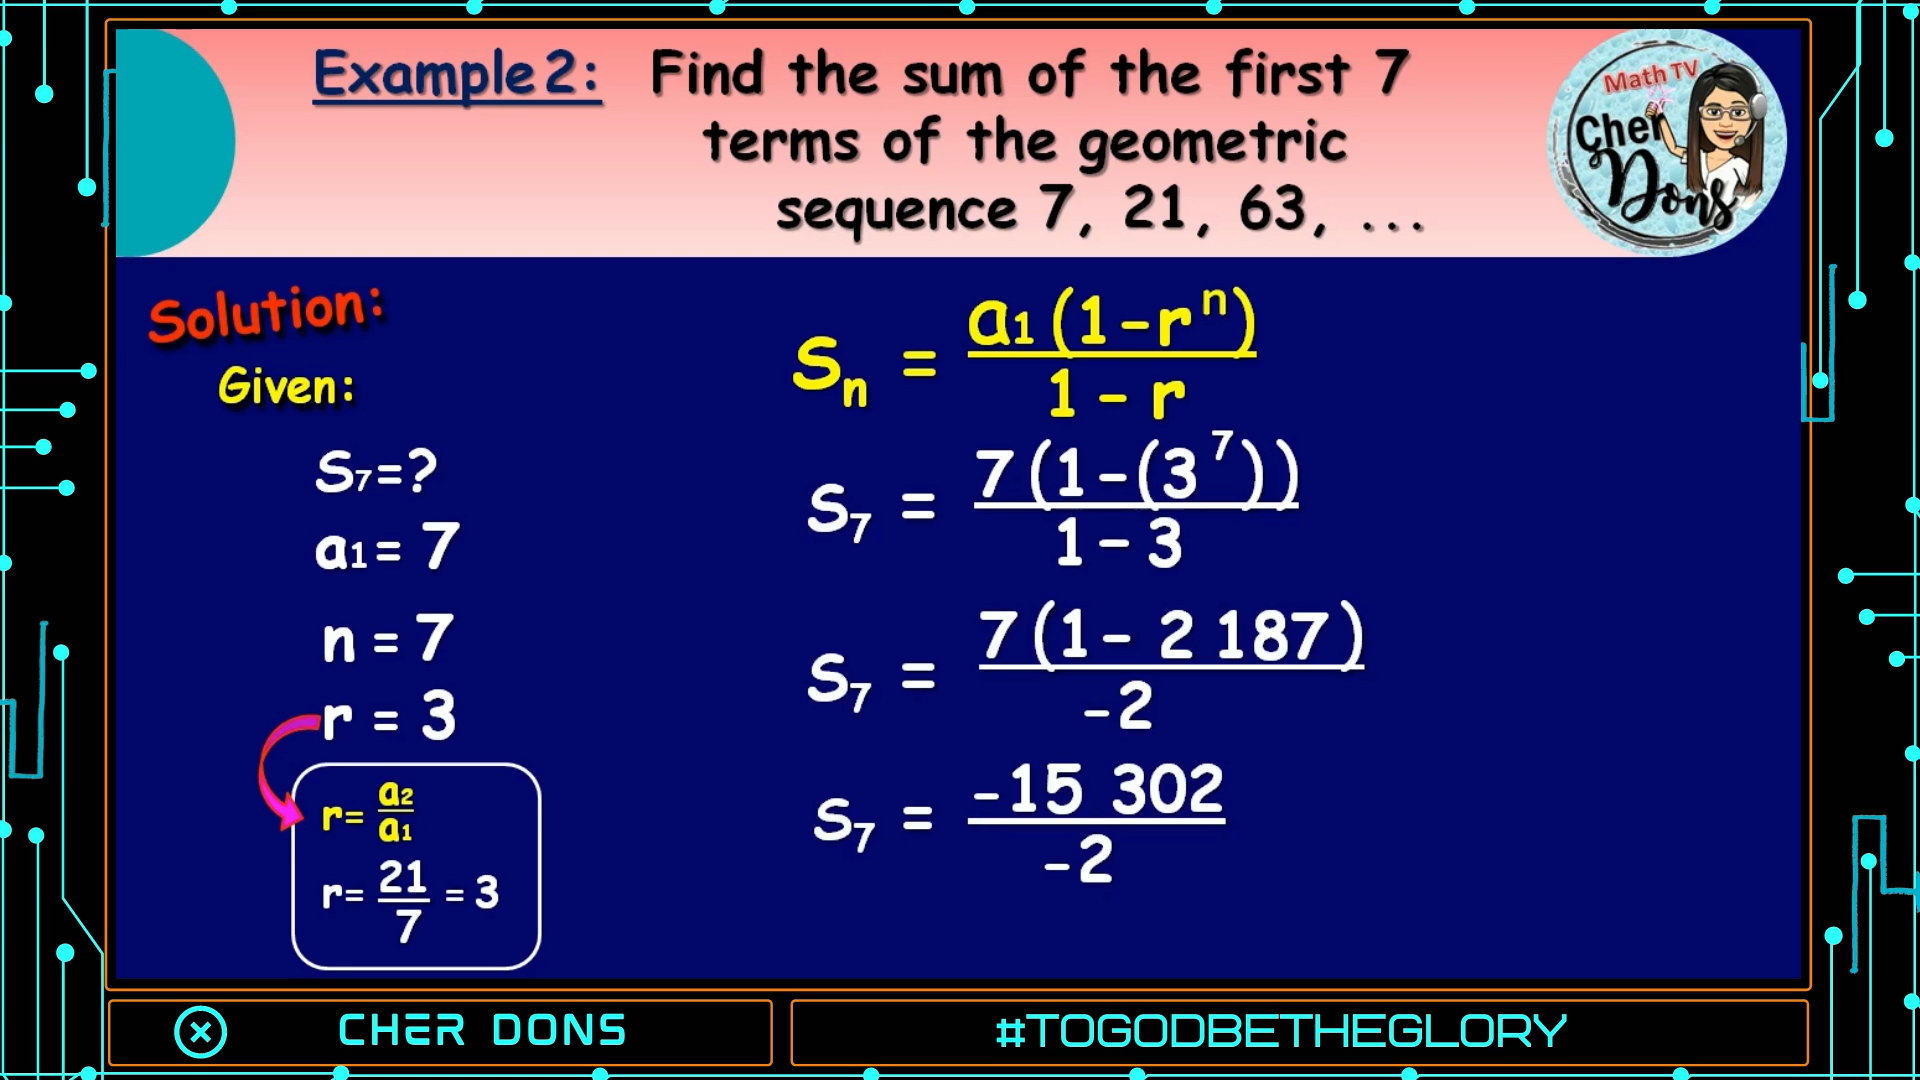 Example 2: Find the sum of the first 7
terms of the geometric
sequence 7, 21, 63, ...
Math TV
Cher
Dons
Solution:
Given:
S₇=?
a₁= 7
n = 7
r = 3
r= a₂/a₁
r= 21/7 = 3
Sₙ = a₁(1-rⁿ)/1 - r
S₇ = 7(1-(3⁷))/1 - 3
S₇ = 7(1- 2 187)/-2
S₇ = -15 302/-2
CHER DONS
#TOGODBETHEGLORY